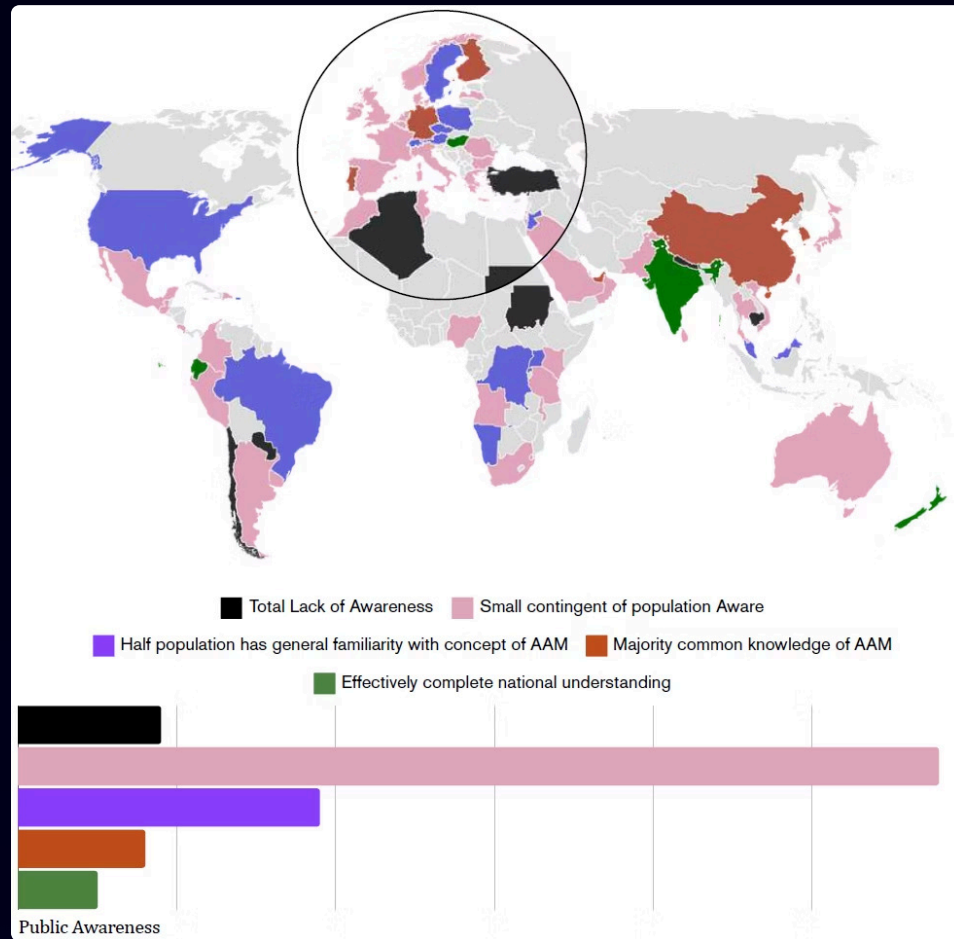 Total Lack of Awareness Small contingent of population Aware
Half population has general familiarity with concept of AAM Majority common knowledge of AAM
Effectively complete national understanding
Public Awareness